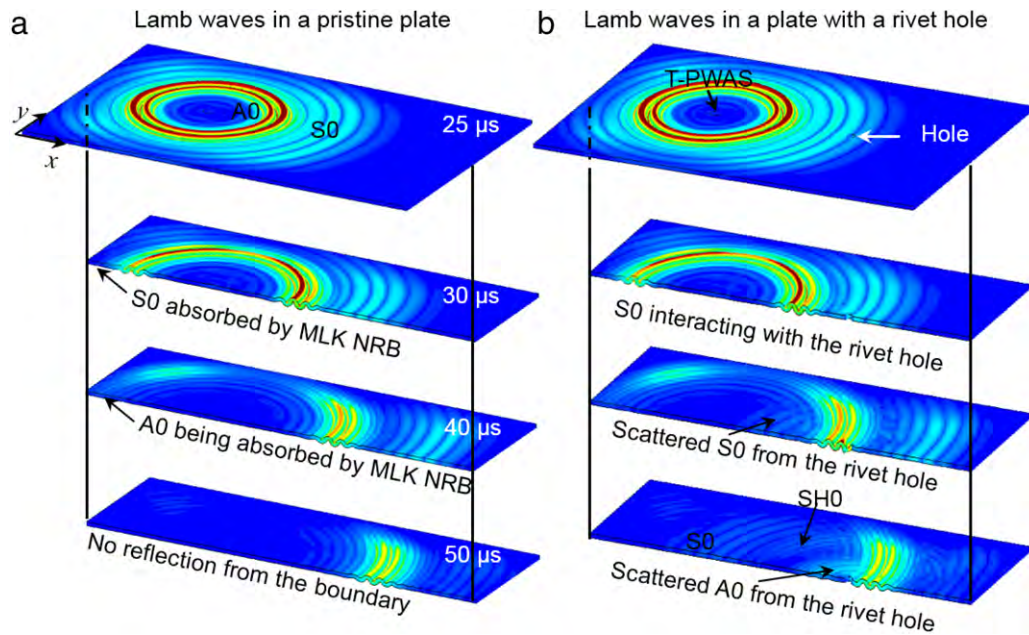 a
Lamb waves in a pristine plate
y
x
A0
S0
25 µs
30 µs
S0 absorbed by MLK NRB
40 µs
A0 being absorbed by MLK NRB
50 µs
No reflection from the boundary
b
Lamb waves in a plate with a rivet hole
T-PWAS
Hole
S0 interacting with the rivet hole
Scattered S0 from the rivet hole
SH0
S0
Scattered A0 from the rivet hole